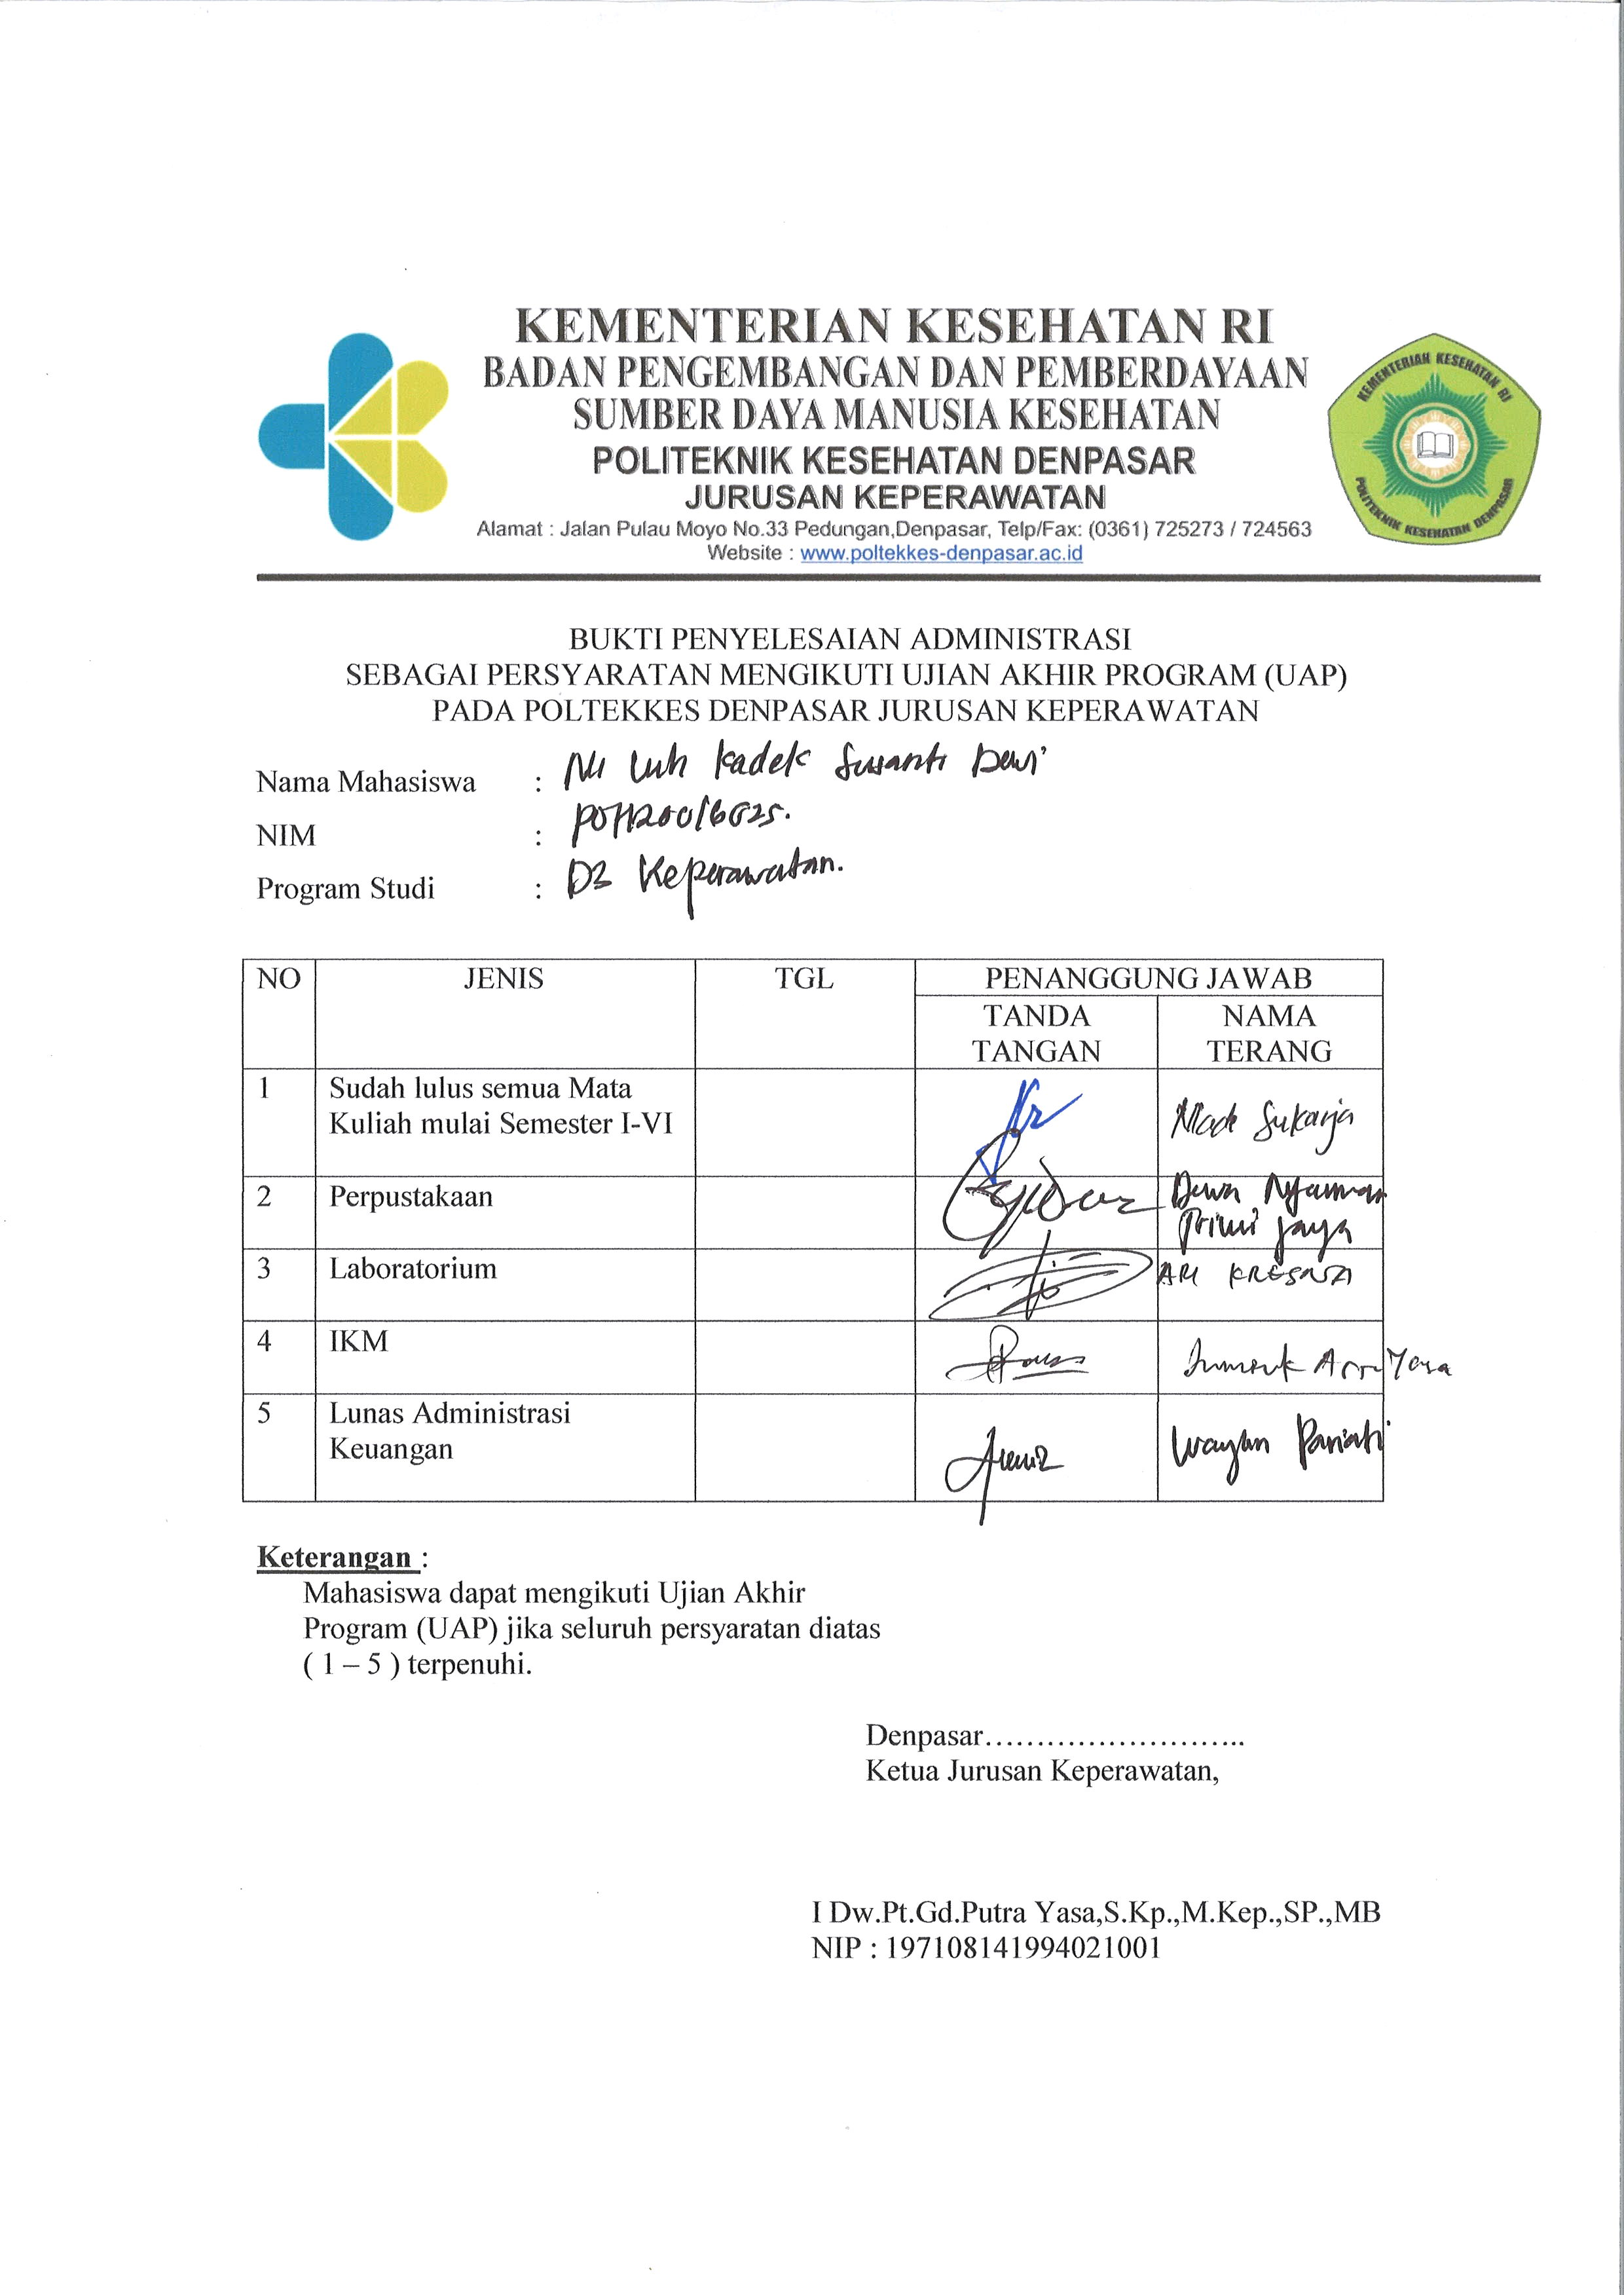 KEMENTERIAN KESEHATAN RI
BADAN PENGEMBANGAN DAN PEMBERDAYAAN
SUMBER DAYA MANUSIA KESEHATAN
POLITEKNIK KESEHATAN DENPASAR
JURUSAN KEPERAWATAN
Alamat : Jalan Pulau Moyo No.33 Pedungan,Denpasar, Telp/Fax: (0361) 725273 / 724563
Website : www.poltekkes-denpasar.ac.id
KEMENTERIAN KESEHATAN RI
POLITEKNIK KESEHATAN DENPASAR
BUKTI PENYELESAIAN ADMINISTRASI
SEBAGAI PERSYARATAN MENGIKUTI UJIAN AKHIR PROGRAM (UAP)
PADA POLTEKKES DENPASAR JURUSAN KEPERAWATAN
Nama Mahasiswa : Ni Luh Kadek Susanti Dewi
NIM : P07120016025.
Program Studi : D3 Keperawatan.
NO JENIS TGL PENANGGUNG JAWAB
TANDA TANGAN NAMA TERANG
1 Sudah lulus semua Mata Kuliah mulai Semester I-VI Made Sukarja
2 Perpustakaan Dewa Nyoman
Jaya
3 Laboratorium ARI KRESNA
4 IKM Yasa
5 Lunas Administrasi Keuangan Wayan Pariati
Keterangan :
Mahasiswa dapat mengikuti Ujian Akhir
Program (UAP) jika seluruh persyaratan diatas
( 1 – 5 ) terpenuhi.
Denpasar……………………..
Ketua Jurusan Keperawatan,
I Dw.Pt.Gd.Putra Yasa,S.Kp.,M.Kep.,SP.,MB
NIP : 197108141994021001